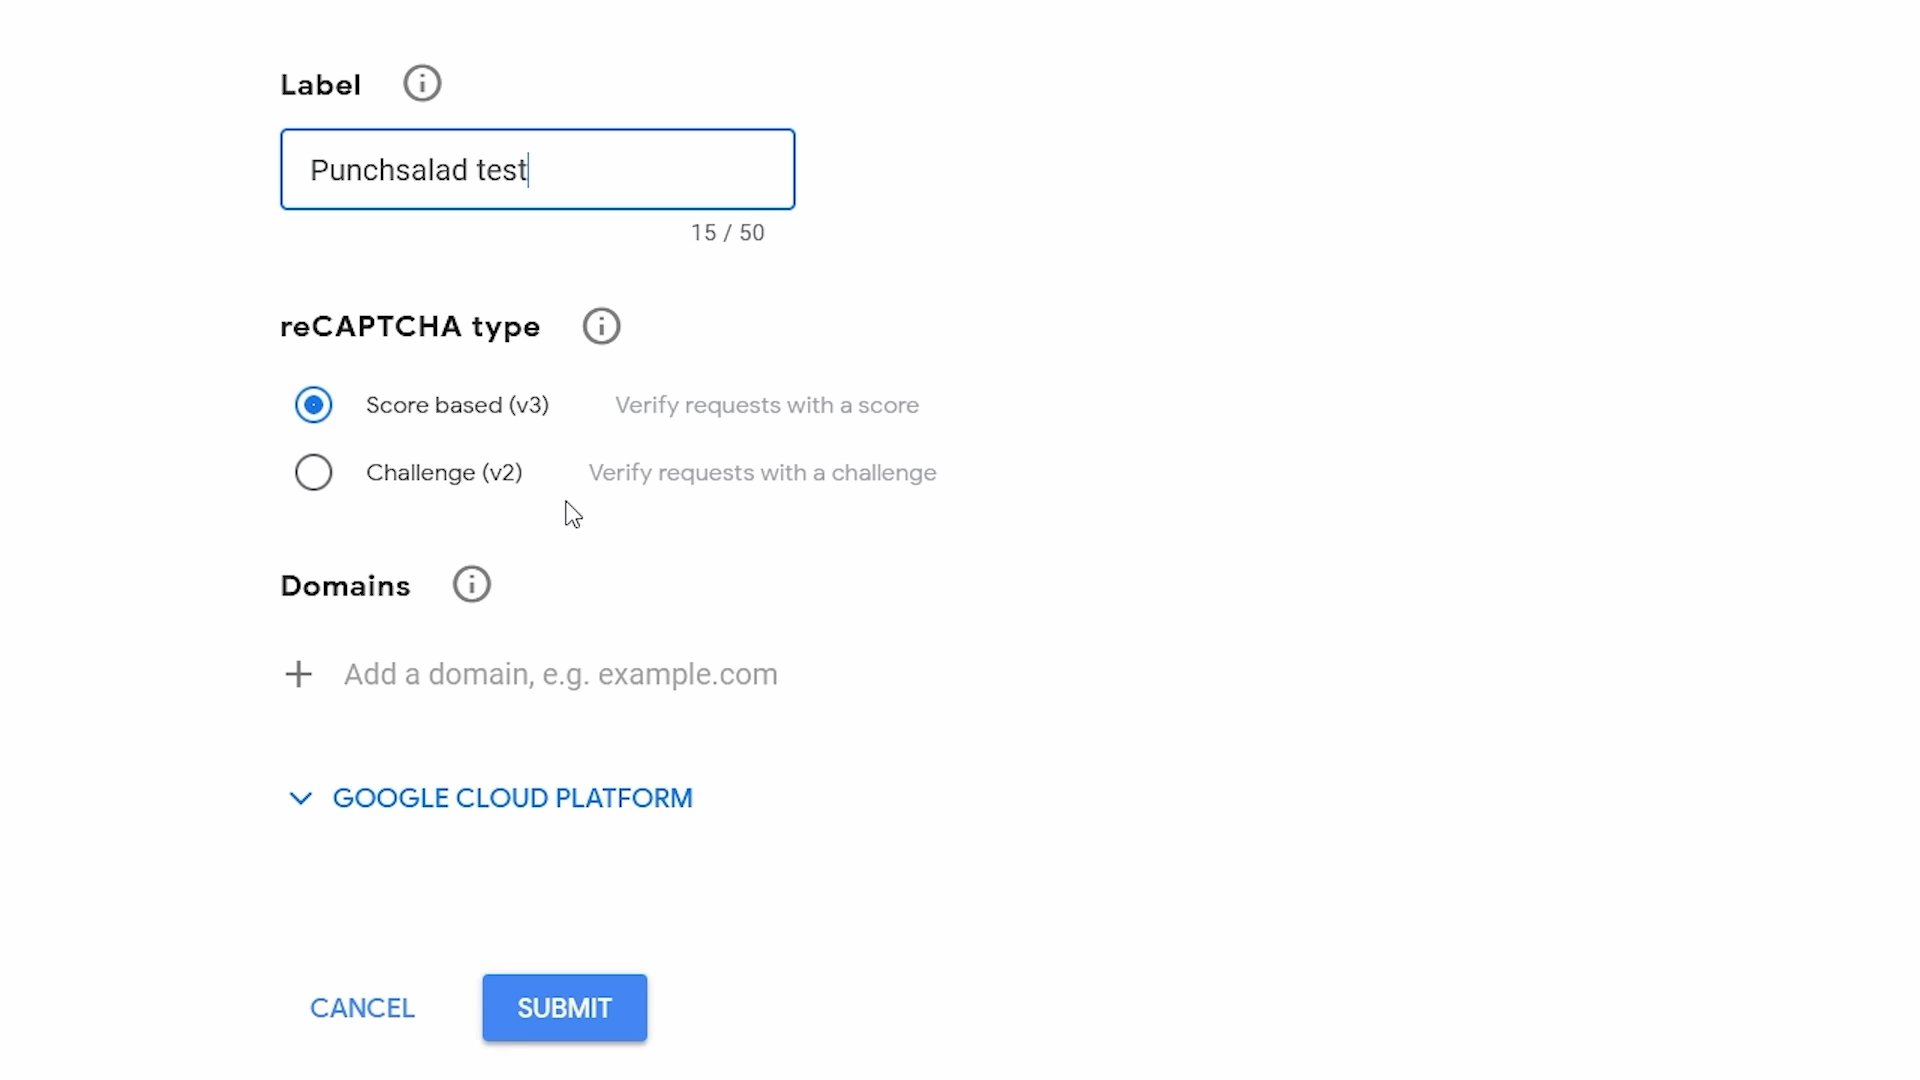 Label
Punchsalad test
15 / 50
reCAPTCHA type
Score based (v3) Verify requests with a score
Challenge (v2) Verify requests with a challenge
Domains
Add a domain, e.g. example.com
GOOGLE CLOUD PLATFORM
CANCEL SUBMIT